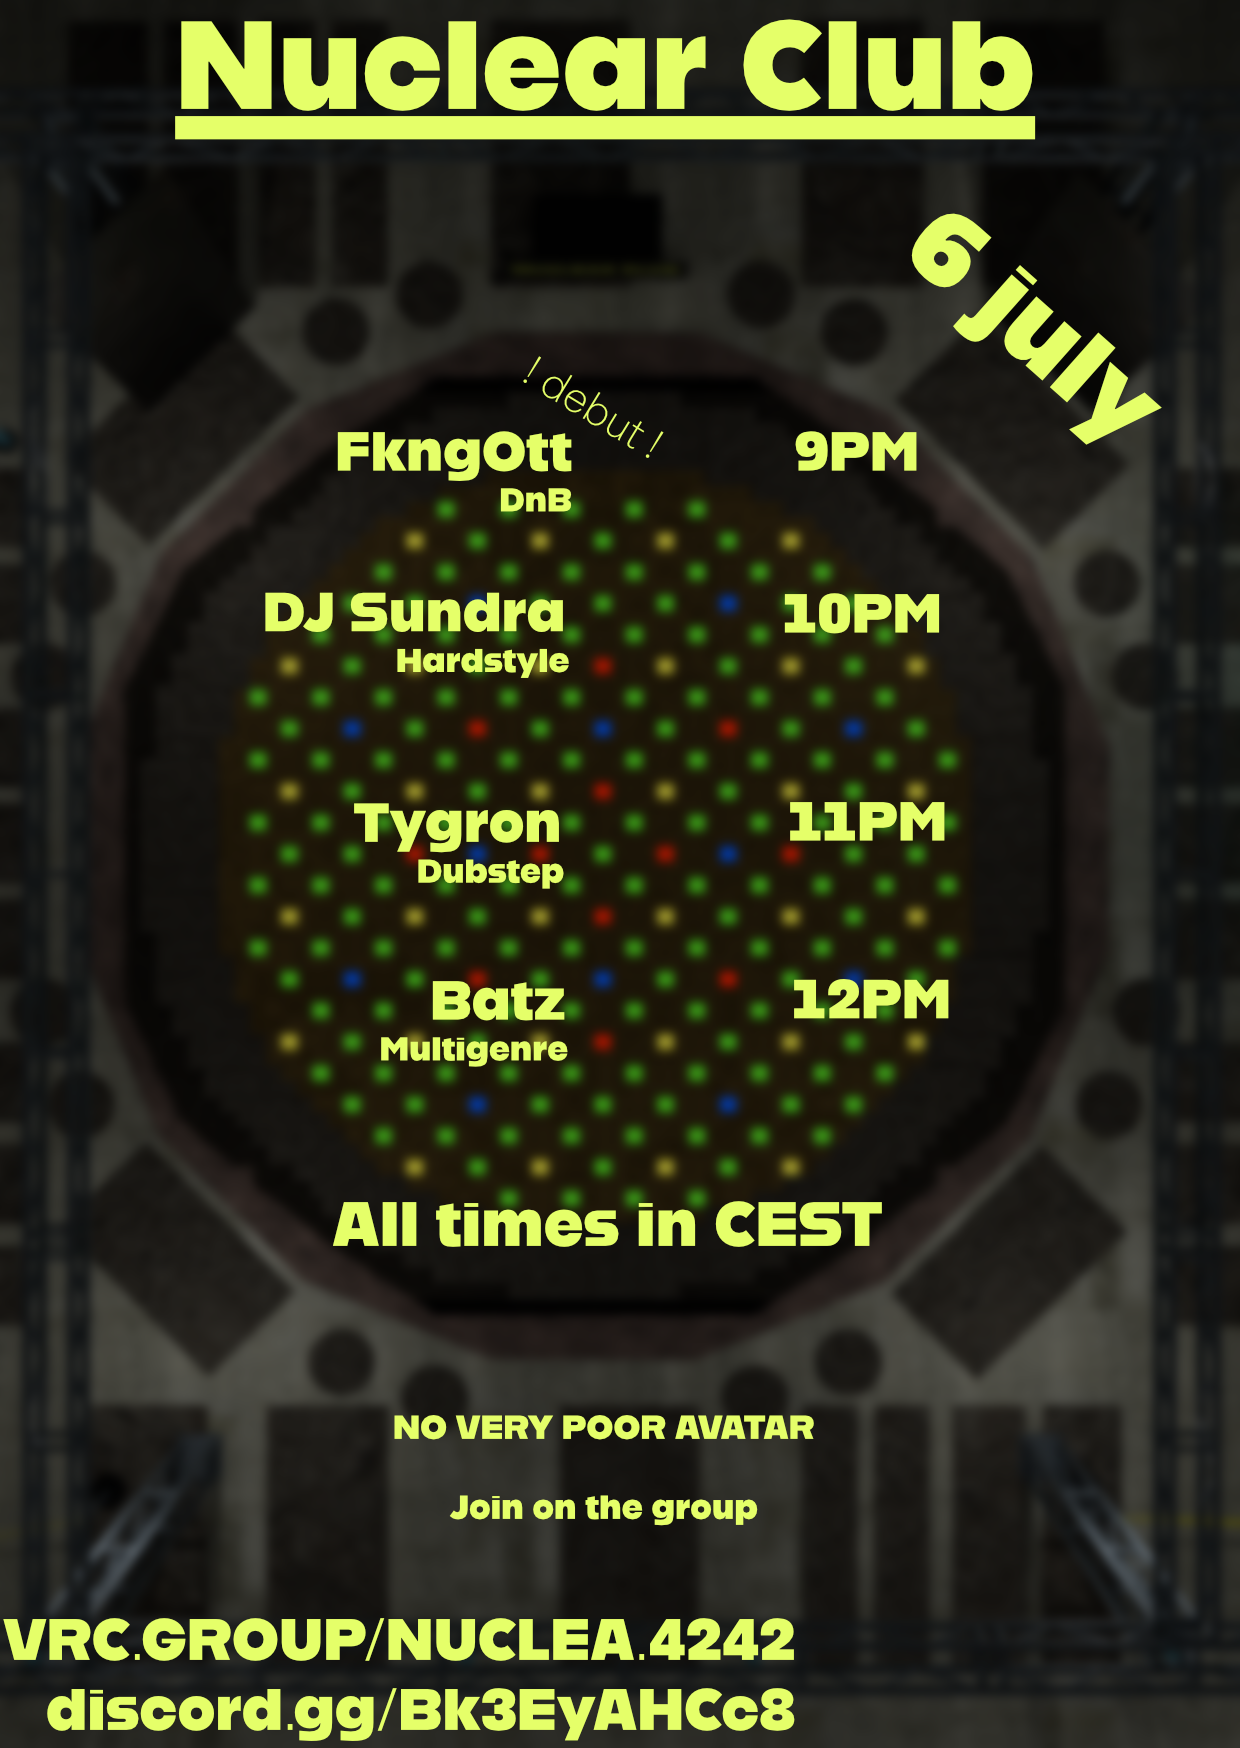 Nuclear Club
6 july
! debut !
FkngOtt 9PM
DnB
DJ Sundra 10PM
Hardstyle
Tygron 11PM
Dubstep
Batz 12PM
Multigenre
All times in CEST
NO VERY POOR AVATAR
Join on the group
VRC.GROUP/NUCLEA.4242
discord.gg/Bk3EyAHCc8